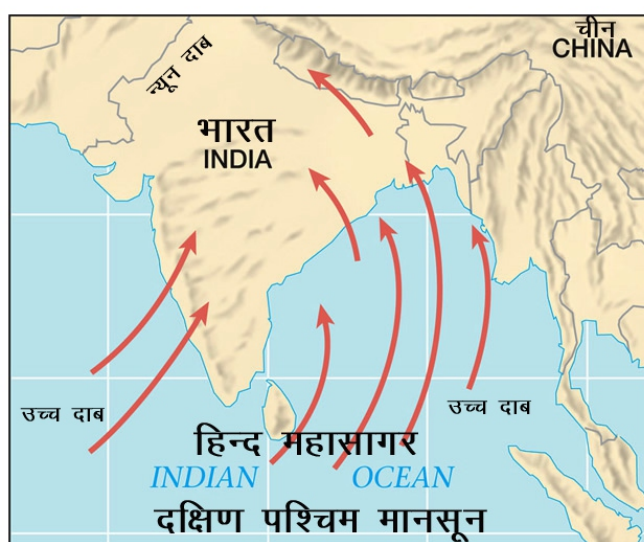 चीन
CHINA
न्यून दाब
भारत
INDIA
उच्च दाब
उच्च दाब
हिन्द महासागर
INDIAN OCEAN
दक्षिण पश्चिम मानसून